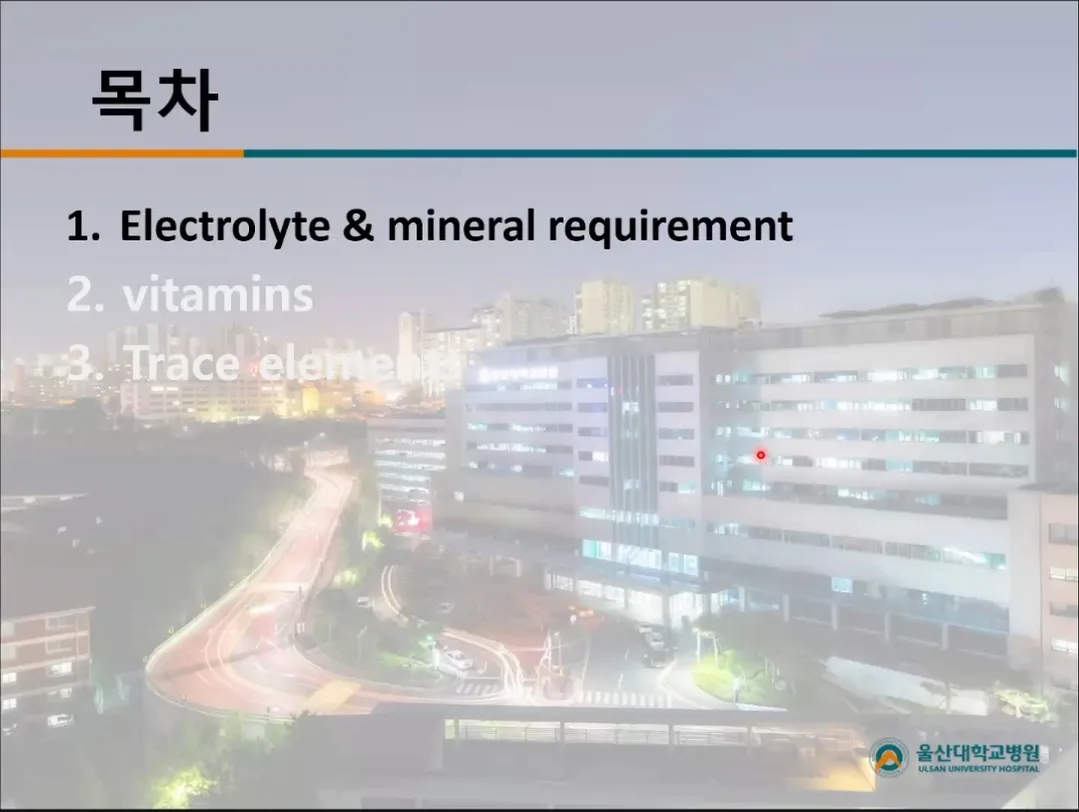 목차
1. Electrolyte & mineral requirement
2. vitamins
3. Trace elements
울산대학교병원
ULSAN UNIVERSITY HOSPITAL